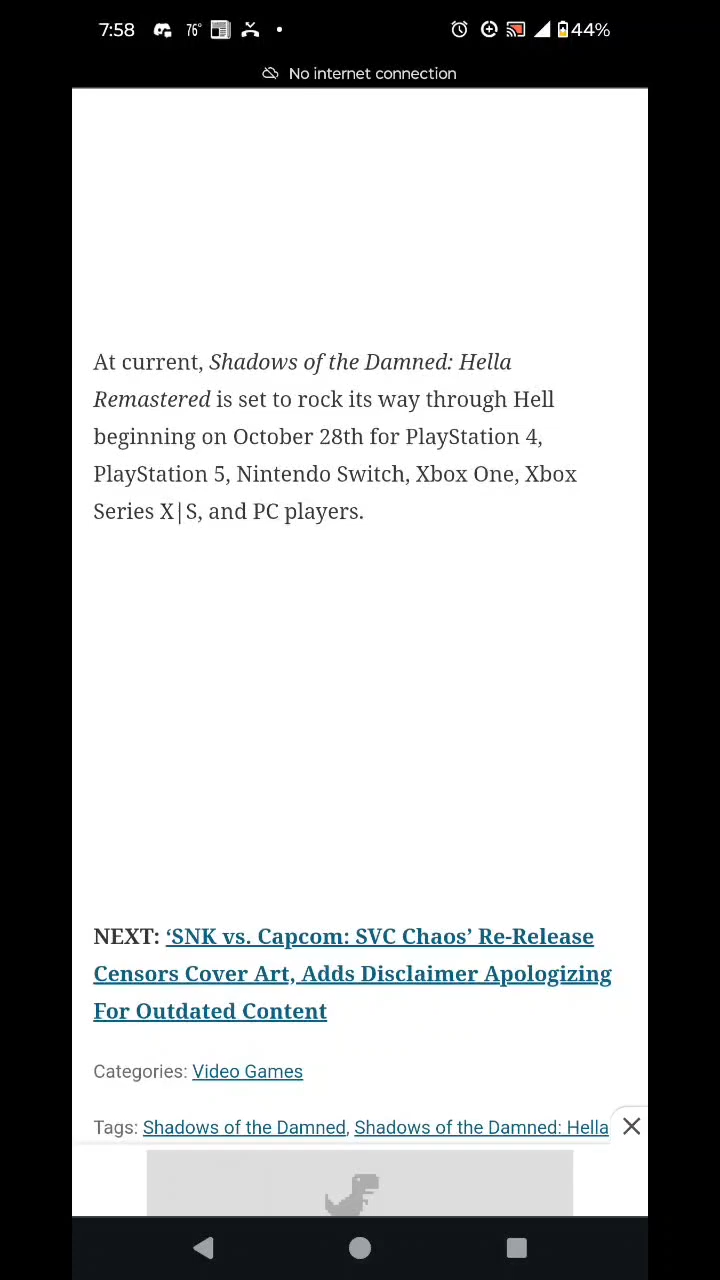 7:58 76° 44%
No internet connection
At current, Shadows of the Damned: Hella
Remastered is set to rock its way through Hell
beginning on October 28th for PlayStation 4,
PlayStation 5, Nintendo Switch, Xbox One, Xbox
Series X|S, and PC players.
NEXT: ‘SNK vs. Capcom: SVC Chaos’ Re-Release
Censors Cover Art, Adds Disclaimer Apologizing
For Outdated Content
Categories: Video Games
Tags: Shadows of the Damned, Shadows of the Damned: Hella